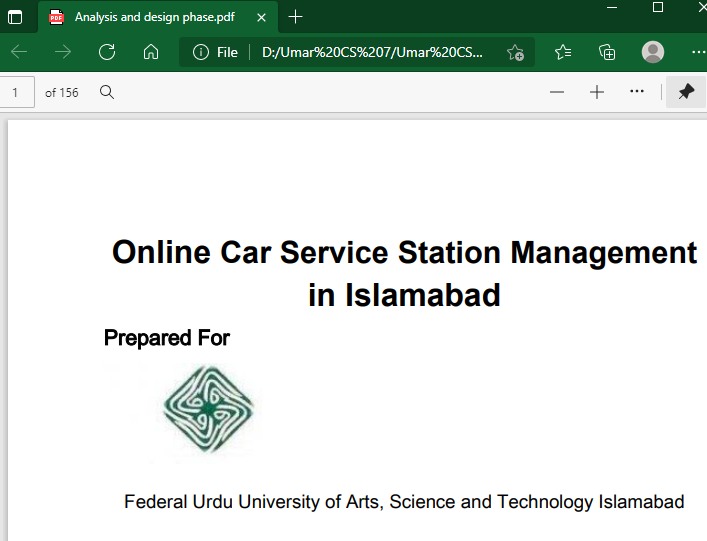 Analysis and design phase.pdf
File D:/Umar%20CS%207/Umar%20CS...
1 of 156
Online Car Service Station Management
in Islamabad
Prepared For
Federal Urdu University of Arts, Science and Technology Islamabad